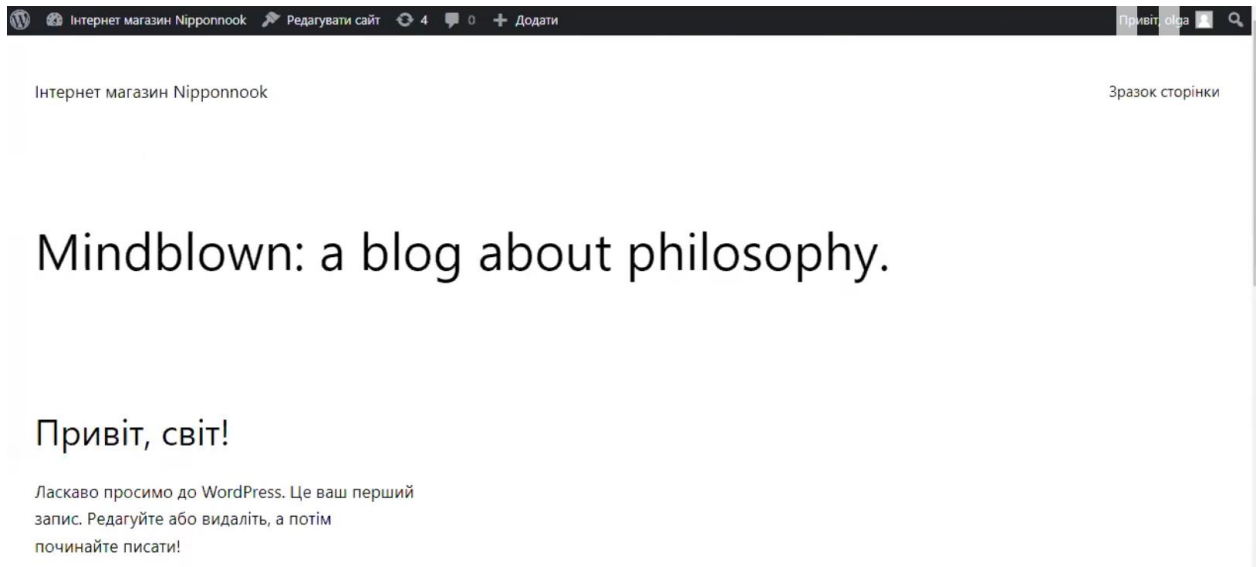 Інтернет магазин Nipponnook Редагувати сайт 4 0 Додати Привіт, olga
Інтернет магазин Nipponnook Зразок сторінки
Mindblown: a blog about philosophy.
Привіт, світ!
Ласкаво просимо до WordPress. Це ваш перший
запис. Редагуйте або видаліть, а потім
починайте писати!